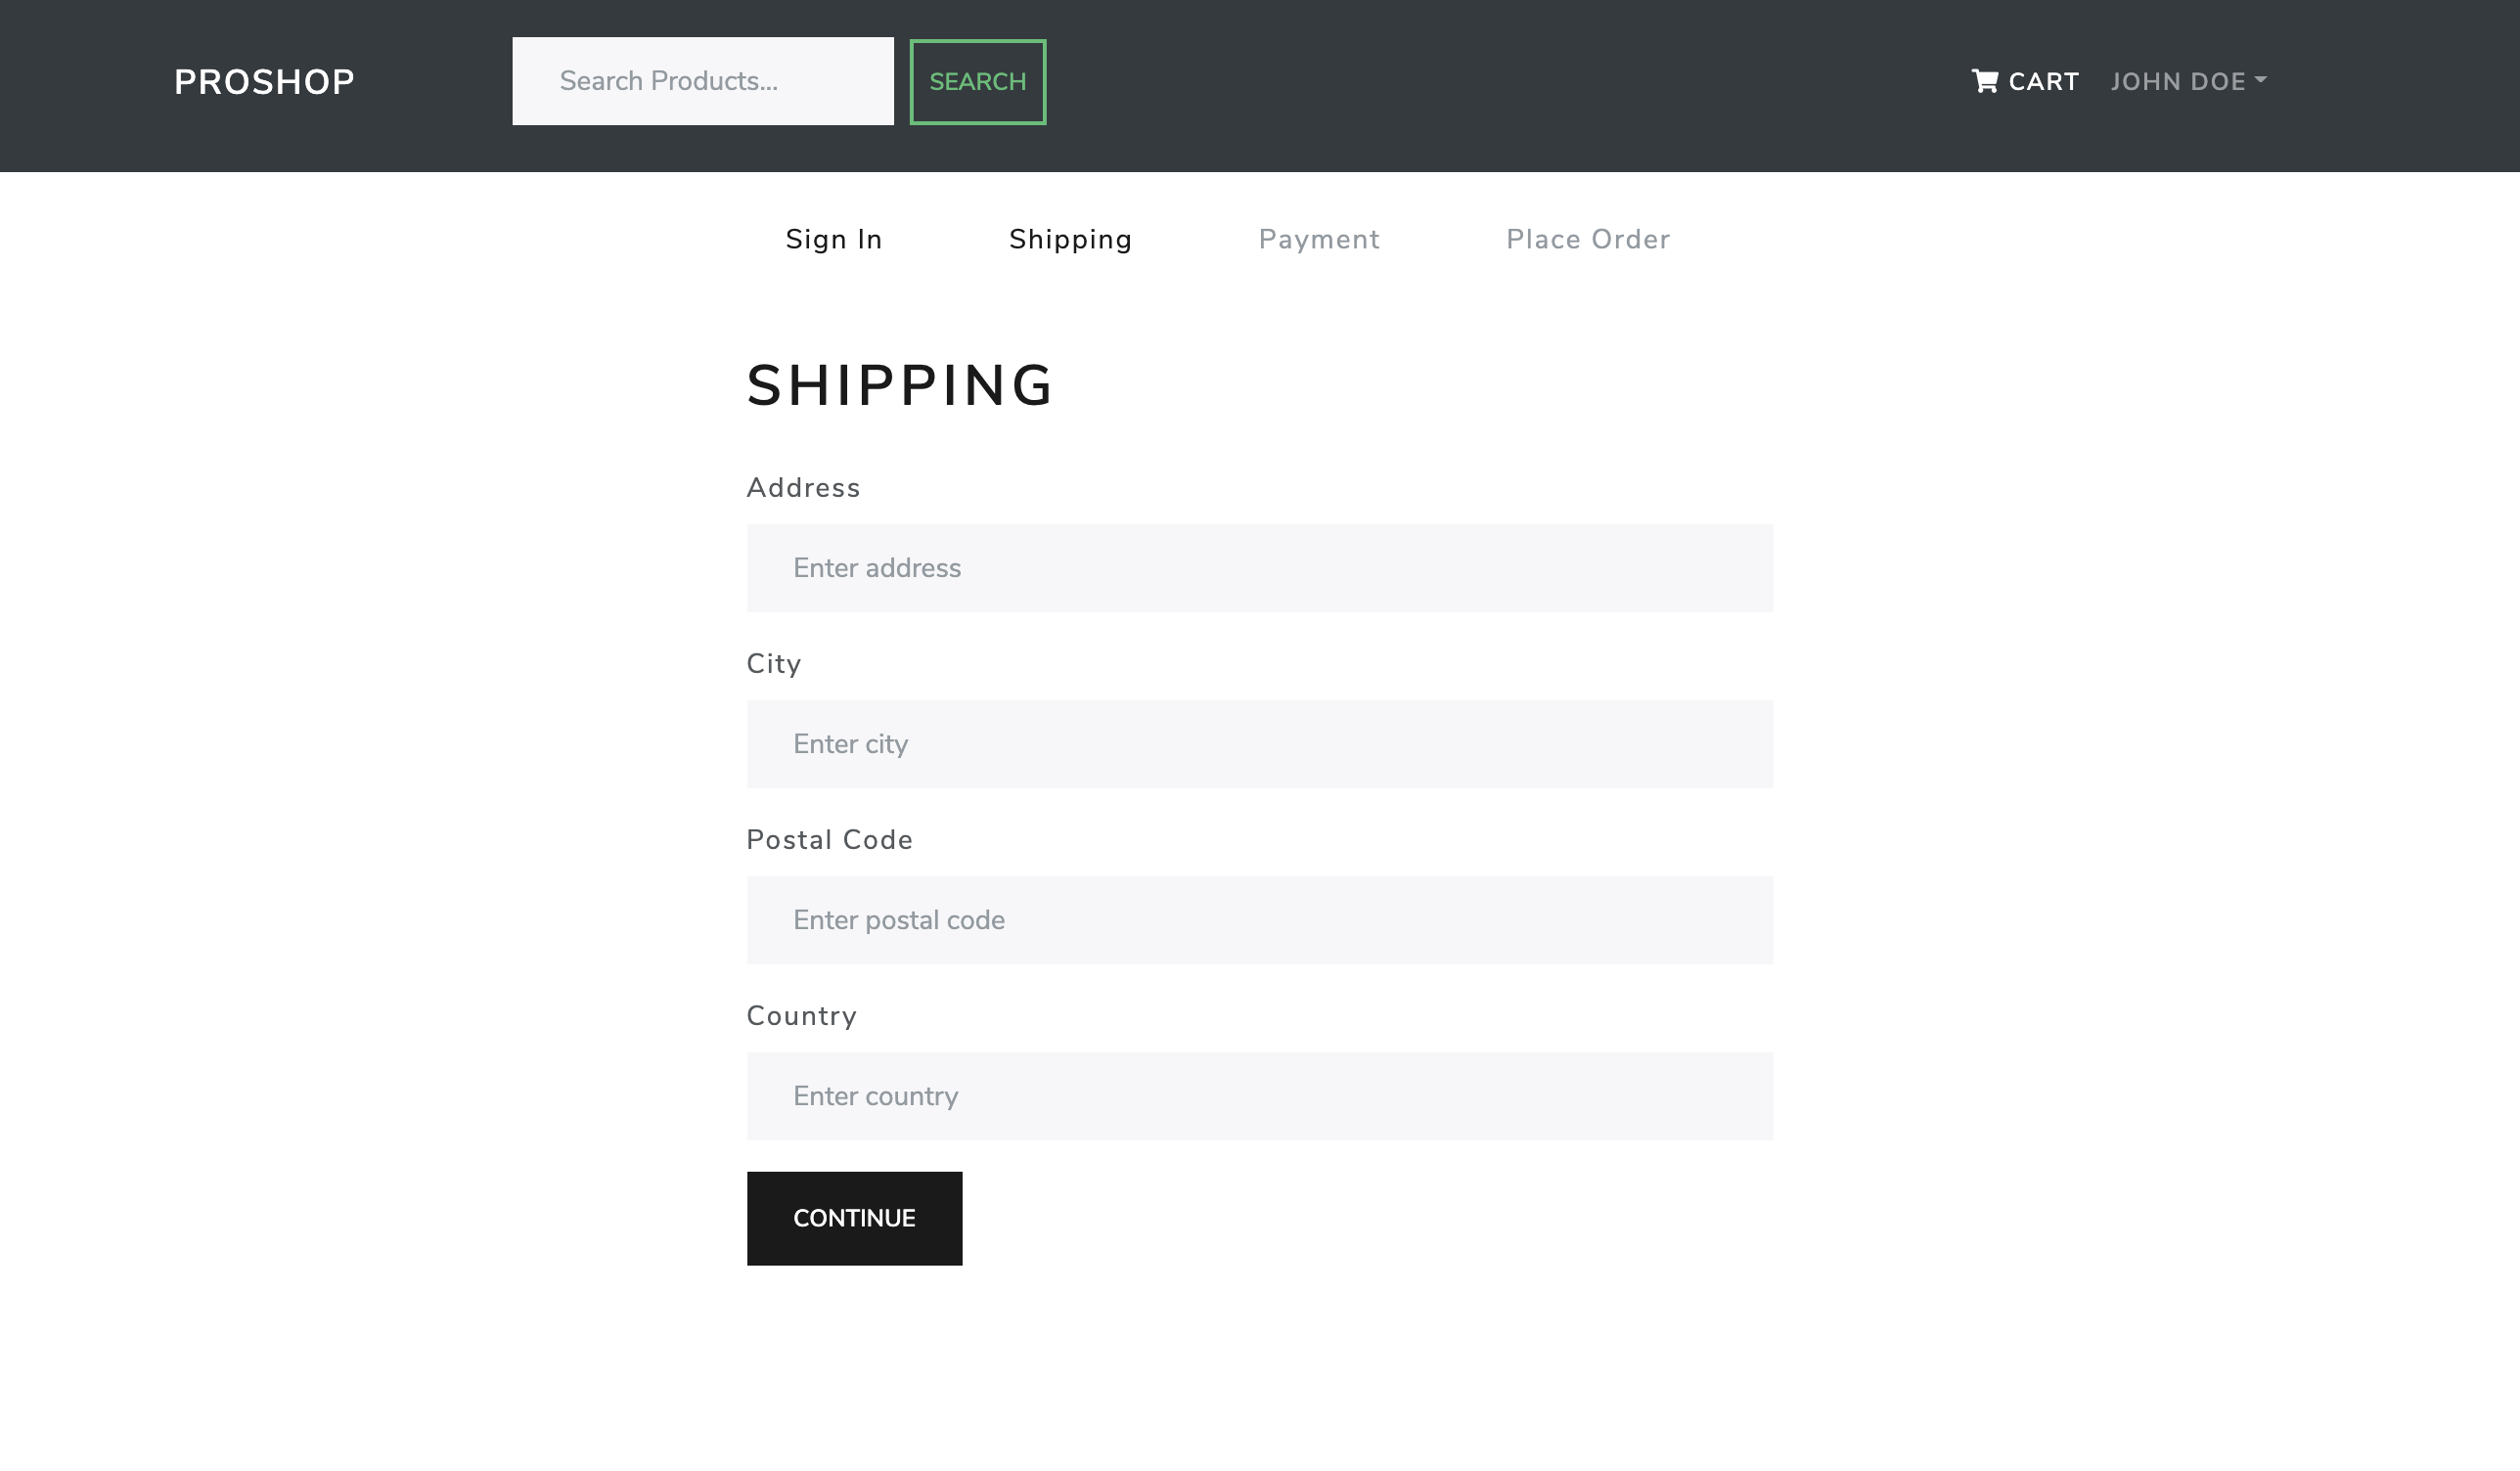 PROSHOP
Search Products...
SEARCH
CART
JOHN DOE
Sign In
Shipping
Payment
Place Order
SHIPPING
Address
Enter address
City
Enter city
Postal Code
Enter postal code
Country
Enter country
CONTINUE